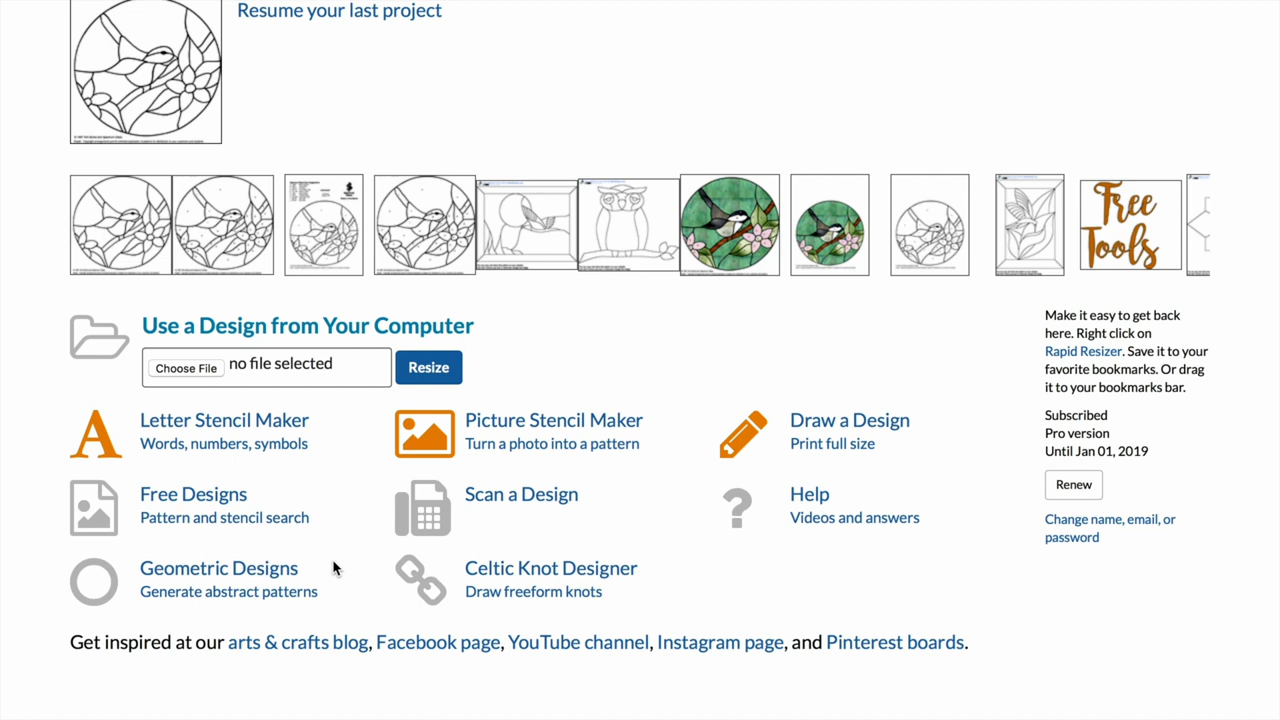 Resume your last project
Free
Tools
Use a Design from Your Computer
Choose File no file selected
Resize
Letter Stencil Maker
Words, numbers, symbols
Picture Stencil Maker
Turn a photo into a pattern
Draw a Design
Print full size
Free Designs
Pattern and stencil search
Scan a Design
Help
Videos and answers
Geometric Designs
Generate abstract patterns
Celtic Knot Designer
Draw freeform knots
Make it easy to get back
here. Right click on
Rapid Resizer. Save it to your
favorite bookmarks. Or drag
it to your bookmarks bar.
Subscribed
Pro version
Until Jan 01, 2019
Renew
Change name, email, or
password
Get inspired at our arts & crafts blog, Facebook page, YouTube channel, Instagram page, and Pinterest boards.